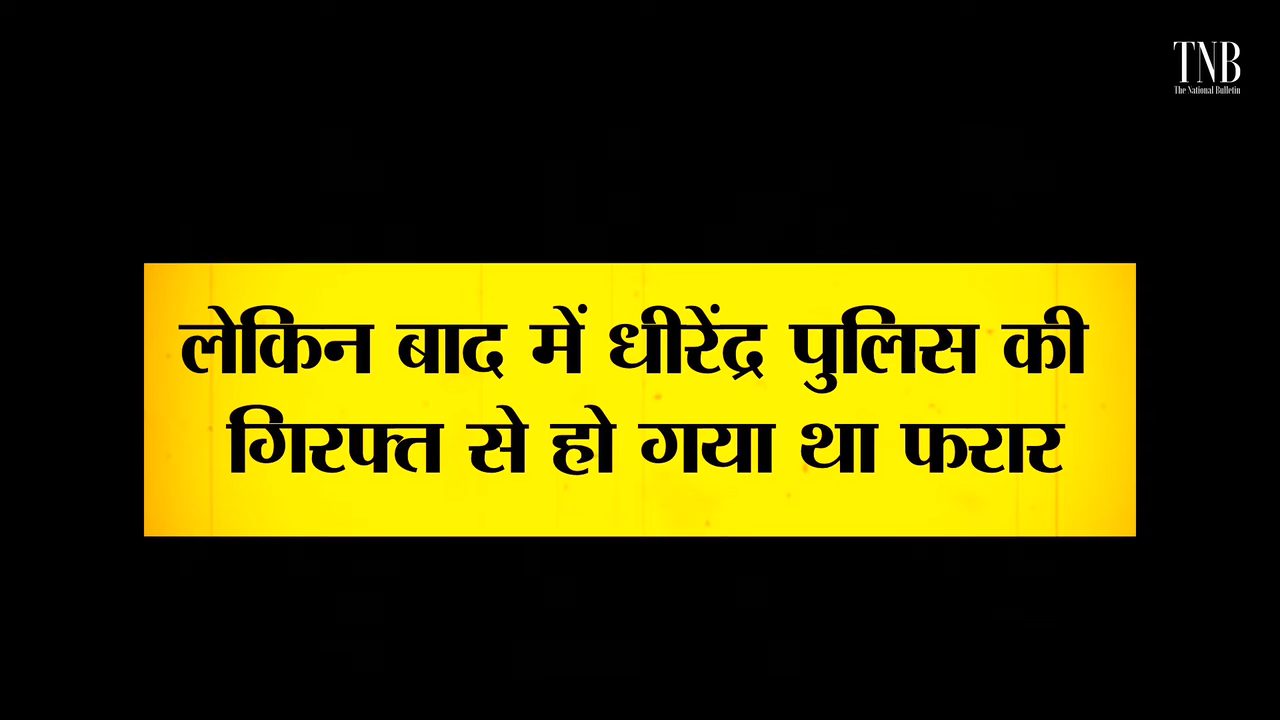 TNB
The National Bulletin
लेकिन बाद में धीरेंद्र पुलिस की
गिरफ्त से हो गया था फरार